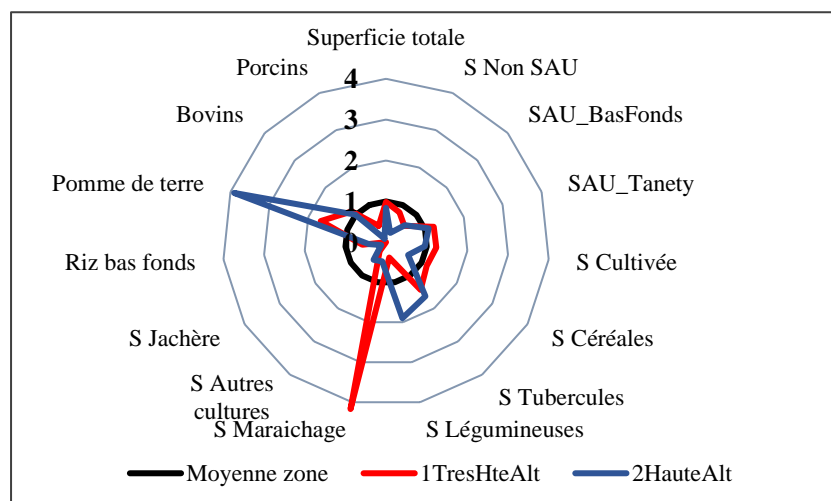 Superficie totale
Porcins
S Non SAU
4
Bovins
SAU_BasFonds
3
2
Pomme de terre
SAU_Tanety
1
0
Riz bas fonds
S Cultivée
S Jachère
S Céréales
S Autres
cultures
S Tubercules
S Maraichage
S Légumineuses
Moyenne zone
1TresHteAlt
2HauteAlt